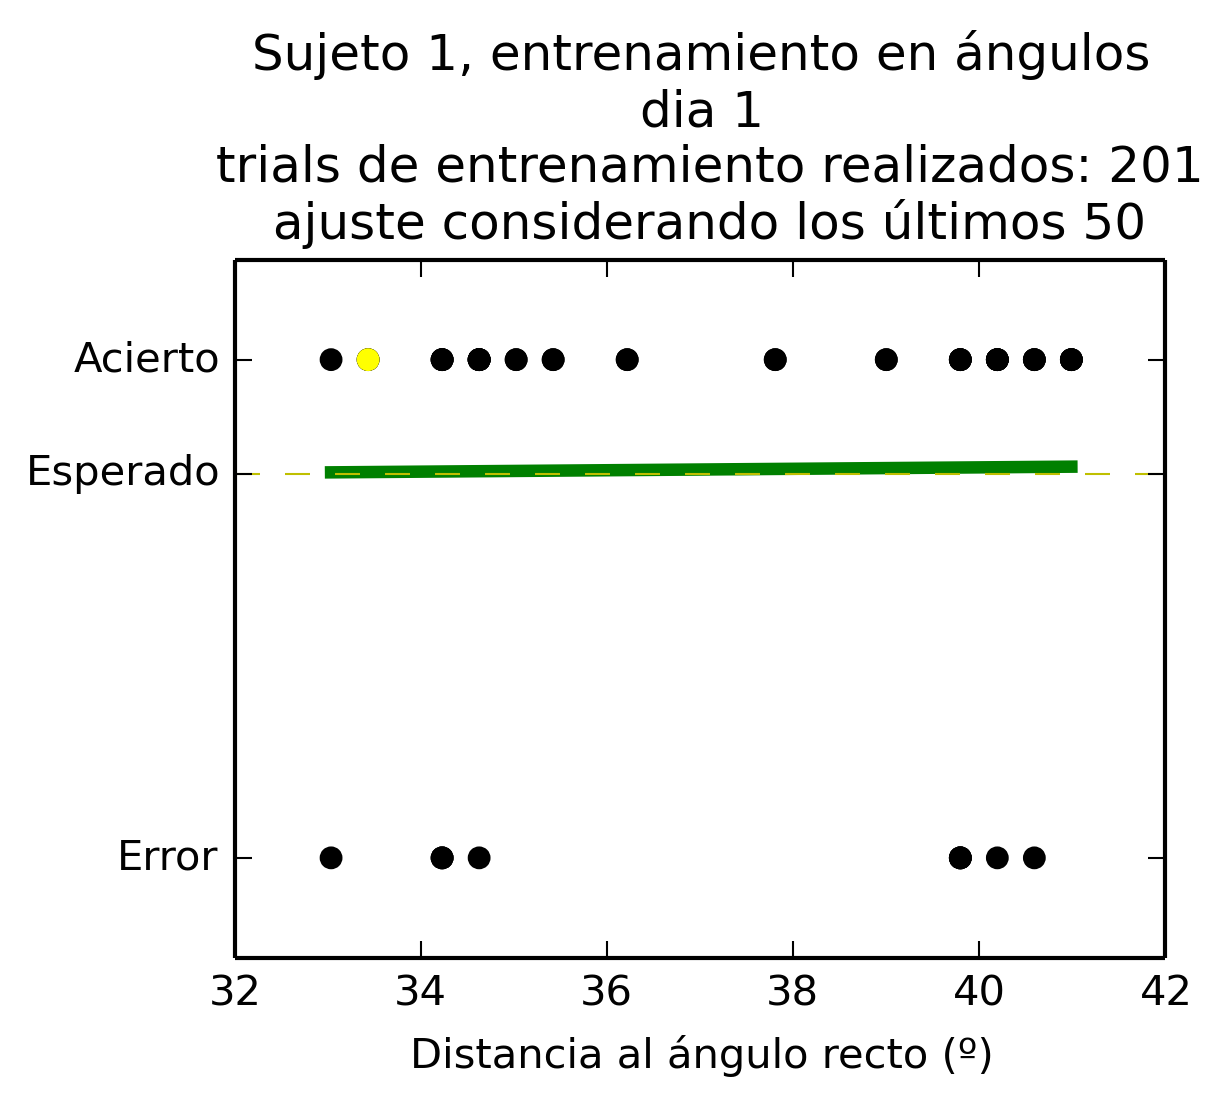 Sujeto 1, entrenamiento en ángulos
dia 1
trials de entrenamiento realizados: 201
ajuste considerando los últimos 50
Acierto
Esperado
Error
32 34 36 38 40 42
Distancia al ángulo recto (º)